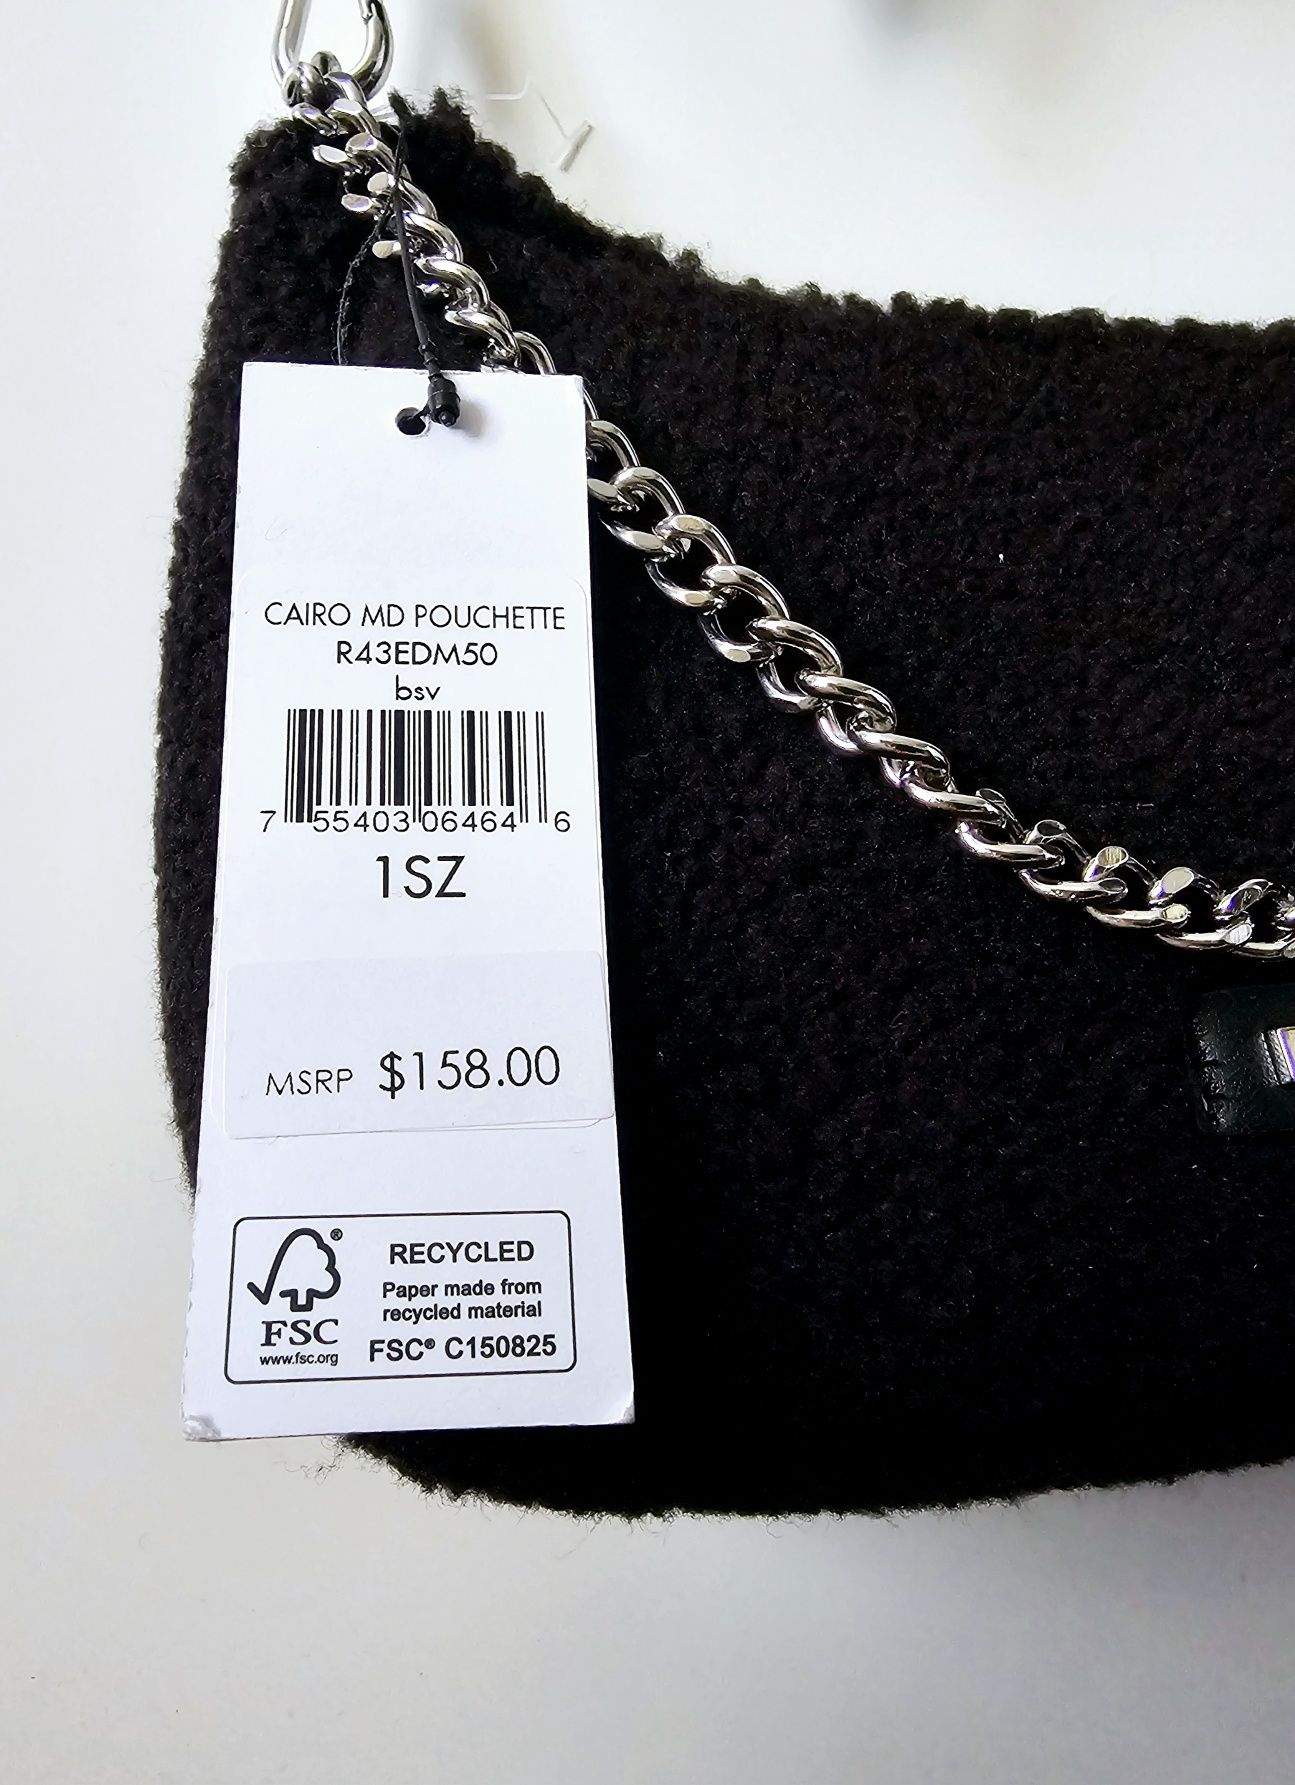 CAIRO MD POUCHETTE
R43EDM50
bsv
7 55403 06464 6
1SZ
MSRP $158.00
®
FSC
www.fsc.org
RECYCLED
Paper made from
recycled material
FSC® C150825